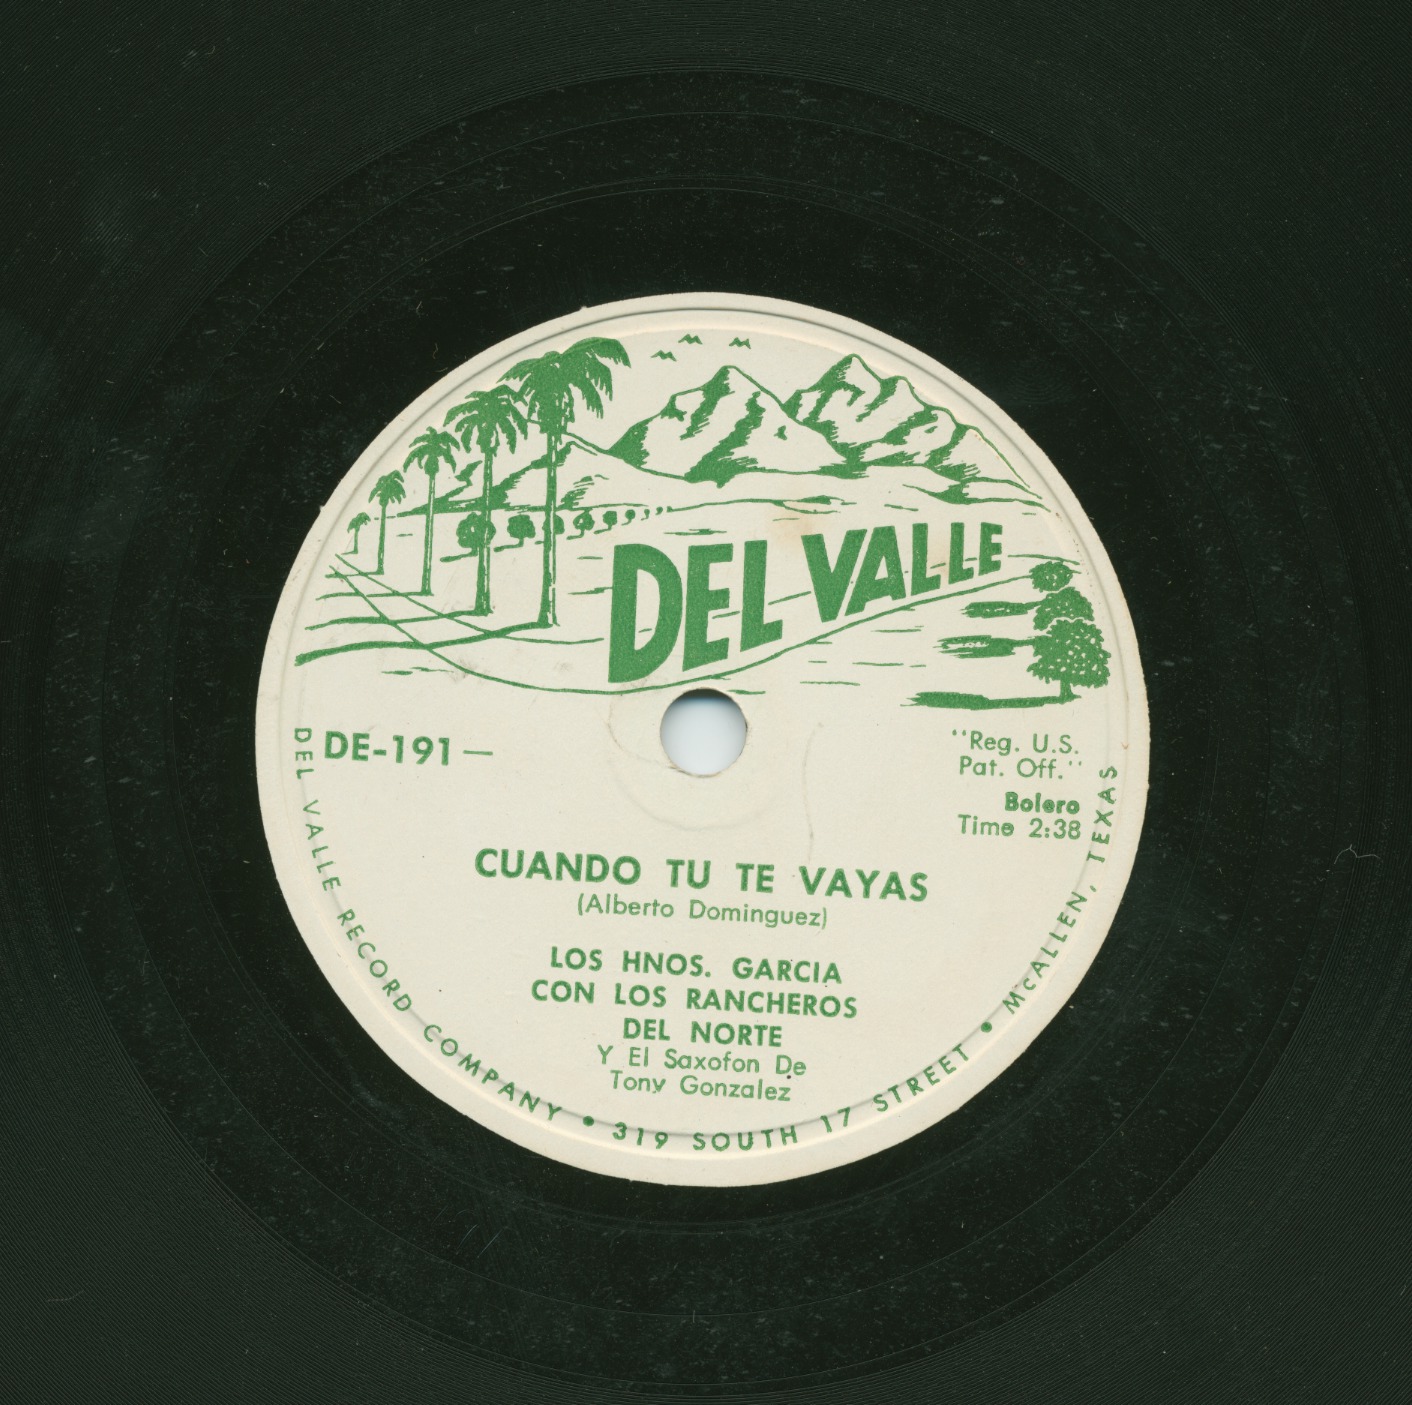 DEL VALLE
DE-191—
"Reg. U.S.
Pat. Off."
Bolero
Time 2:38
CUANDO TU TE VAYAS
(Alberto Dominguez)
LOS HNOS. GARCIA
CON LOS RANCHEROS
DEL NORTE
Y El Saxofon De
Tony Gonzalez
DEL VALLE RECORD COMPANY • 319 SOUTH 17 STREET • McALLEN, TEXAS